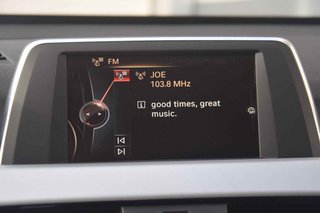 FM
JOE
103.8 MHz
good times, great
music.